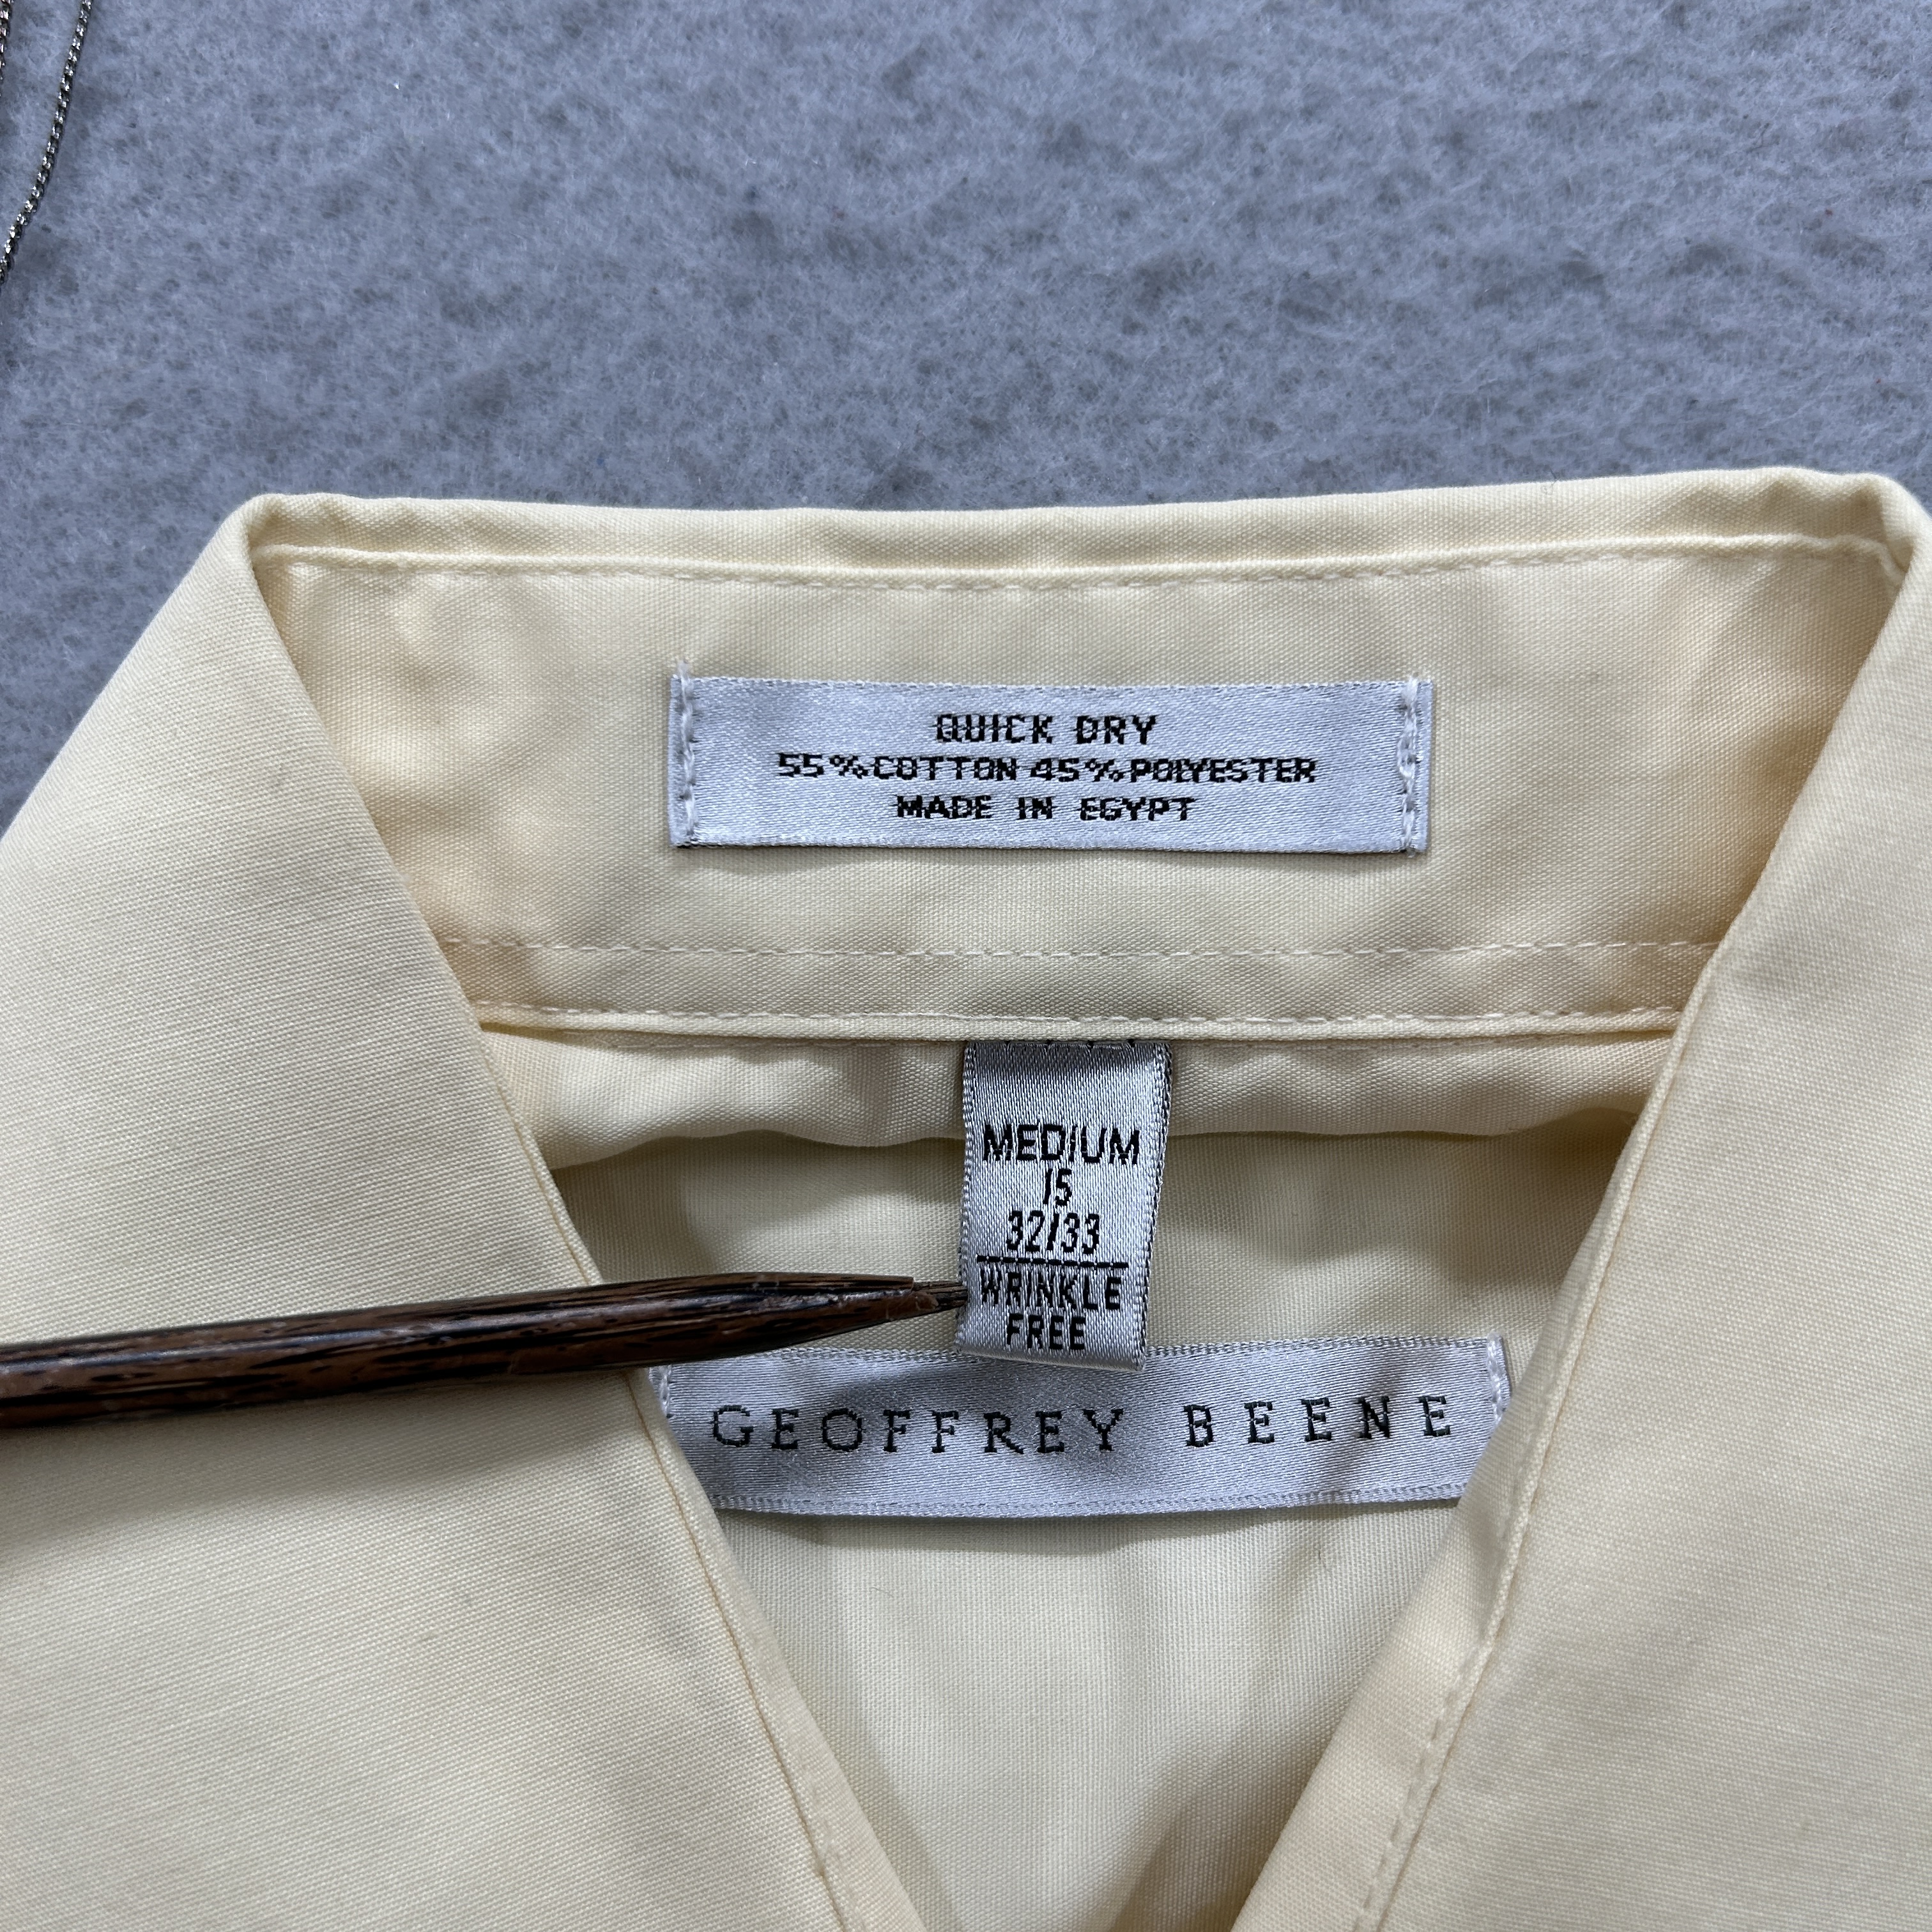 QUICK DRY
55% COTTON 45% POLYESTER
MADE IN EGYPT
MEDIUM
15
32/33
WRINKLE
FREE
GEOFFREY BEENE